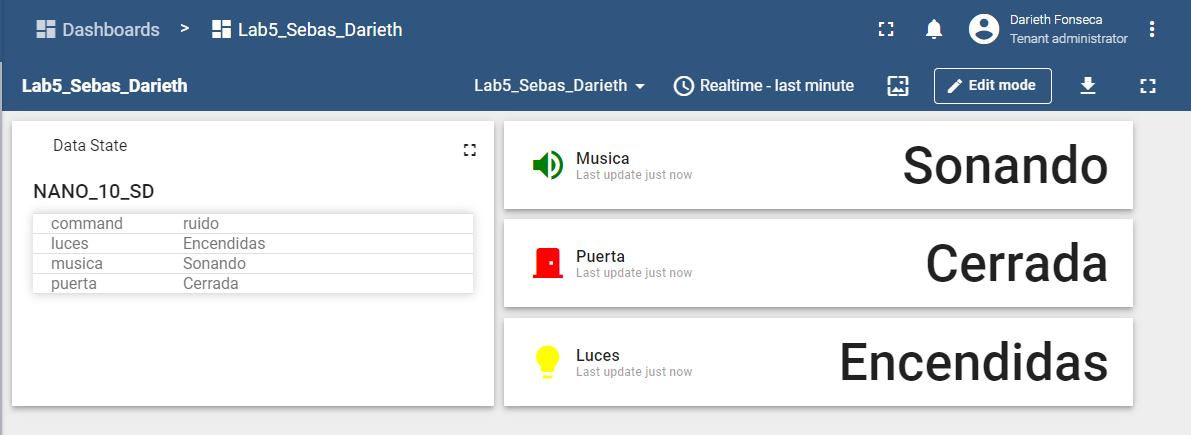 Dashboards > Lab5_Sebas_Darieth
Darieth Fonseca
Tenant administrator
Lab5_Sebas_Darieth
Lab5_Sebas_Darieth
Realtime - last minute
Edit mode
Data State
NANO_10_SD
command ruido
luces Encendidas
musica Sonando
puerta Cerrada
Musica
Last update just now
Sonando
Puerta
Last update just now
Cerrada
Luces
Last update just now
Encendidas